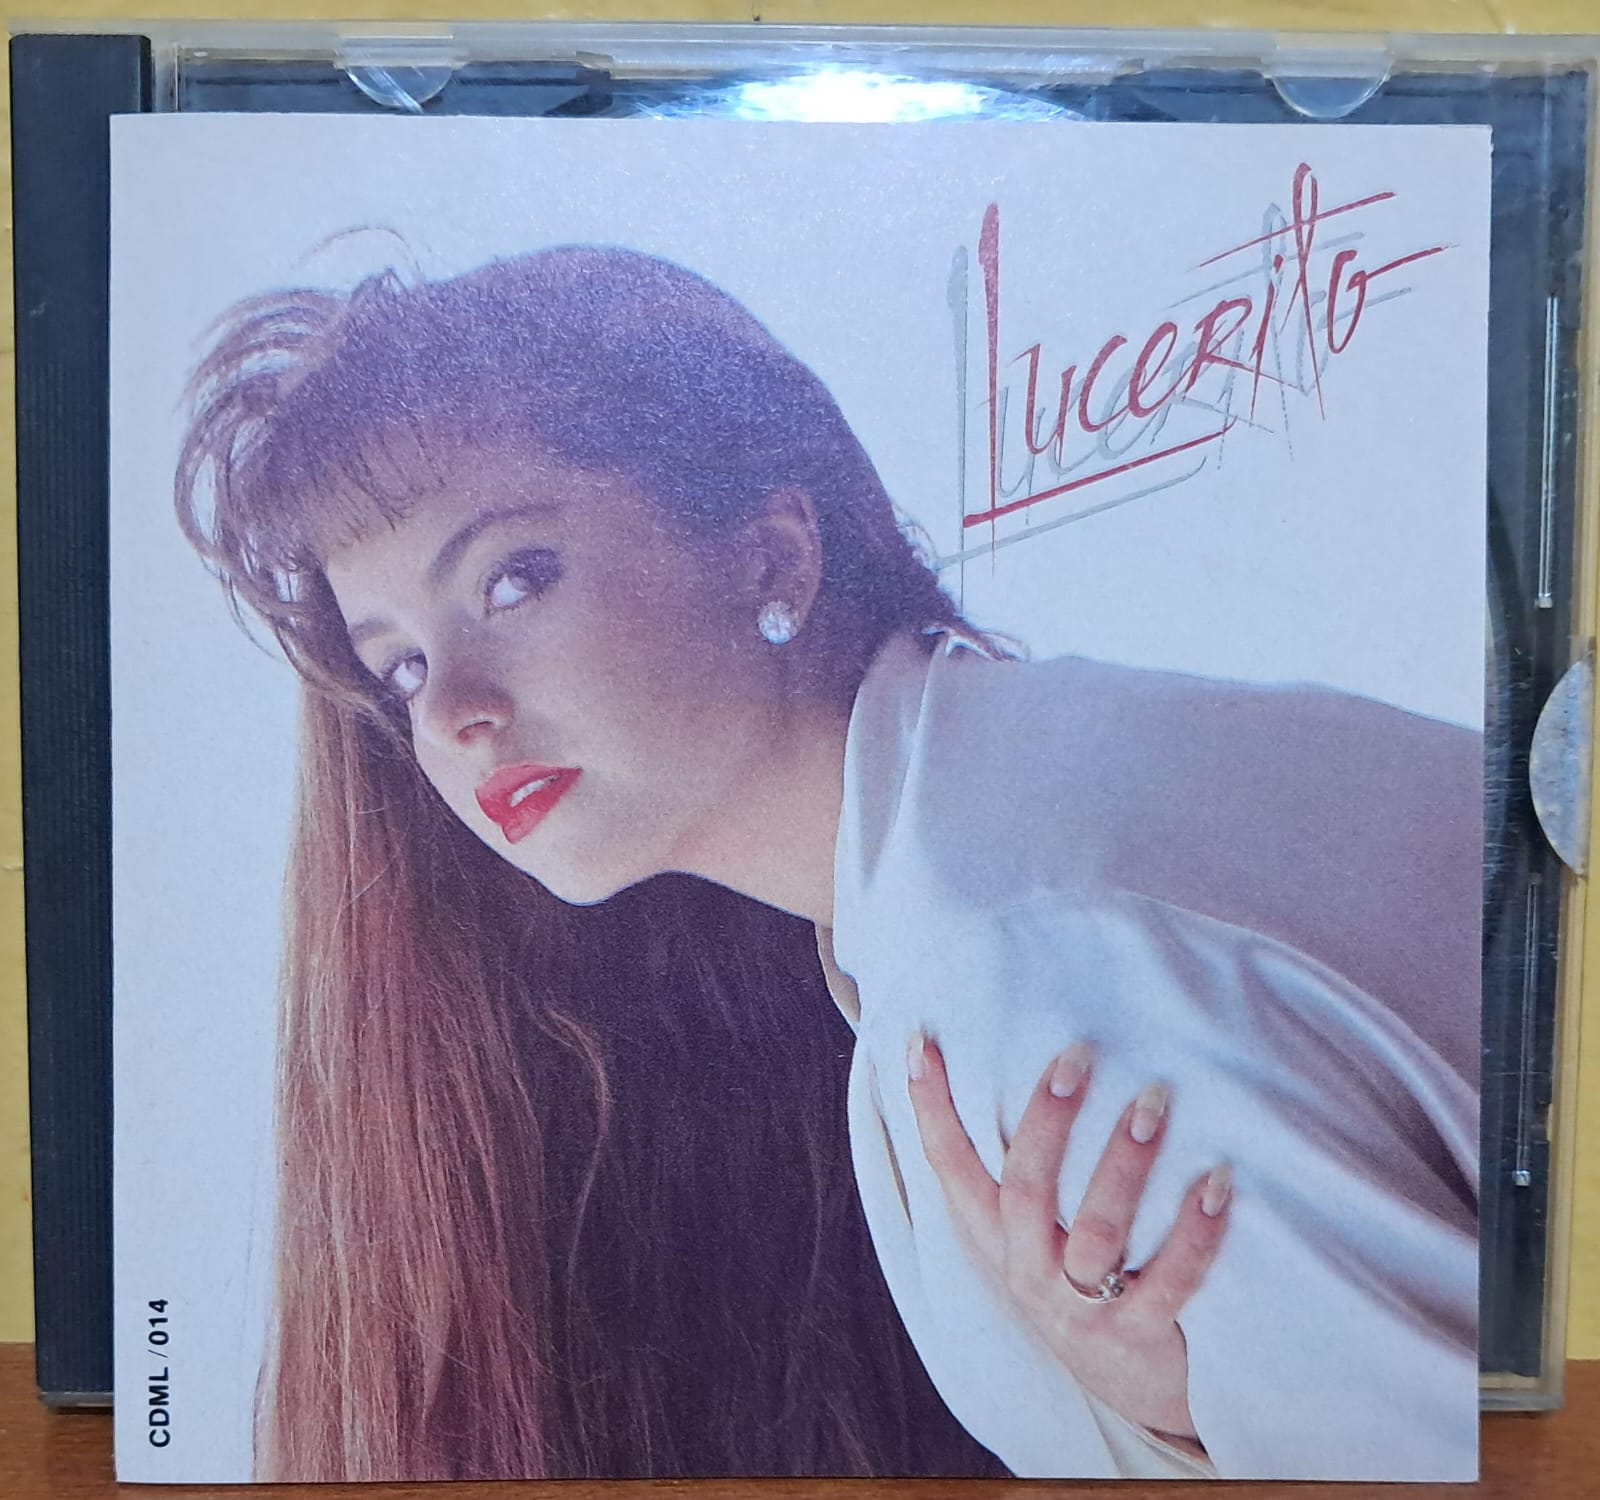 Lucerito
CDML / 014